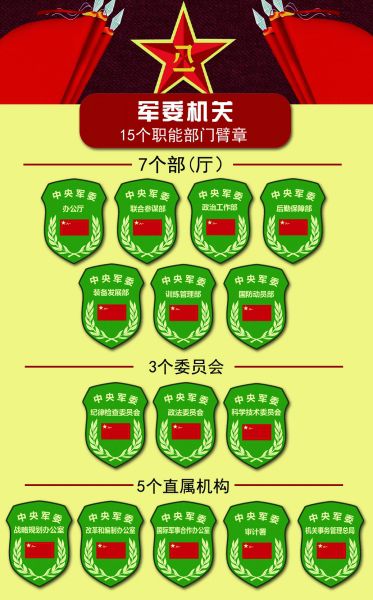 八一
军委机关
15个职能部门臂章
7个部(厅)
中央军委
办公厅
中央军委
联合参谋部
中央军委
政治工作部
中央军委
后勤保障部
中央军委
装备发展部
中央军委
训练管理部
中央军委
国防动员部
3个委员会
中央军委
纪律检查委员会
中央军委
政法委员会
中央军委
科学技术委员会
5个直属机构
中央军委
战略规划办公室
中央军委
改革和编制办公室
中央军委
国际军事合作办公室
中央军委
审计署
中央军委
机关事务管理总局